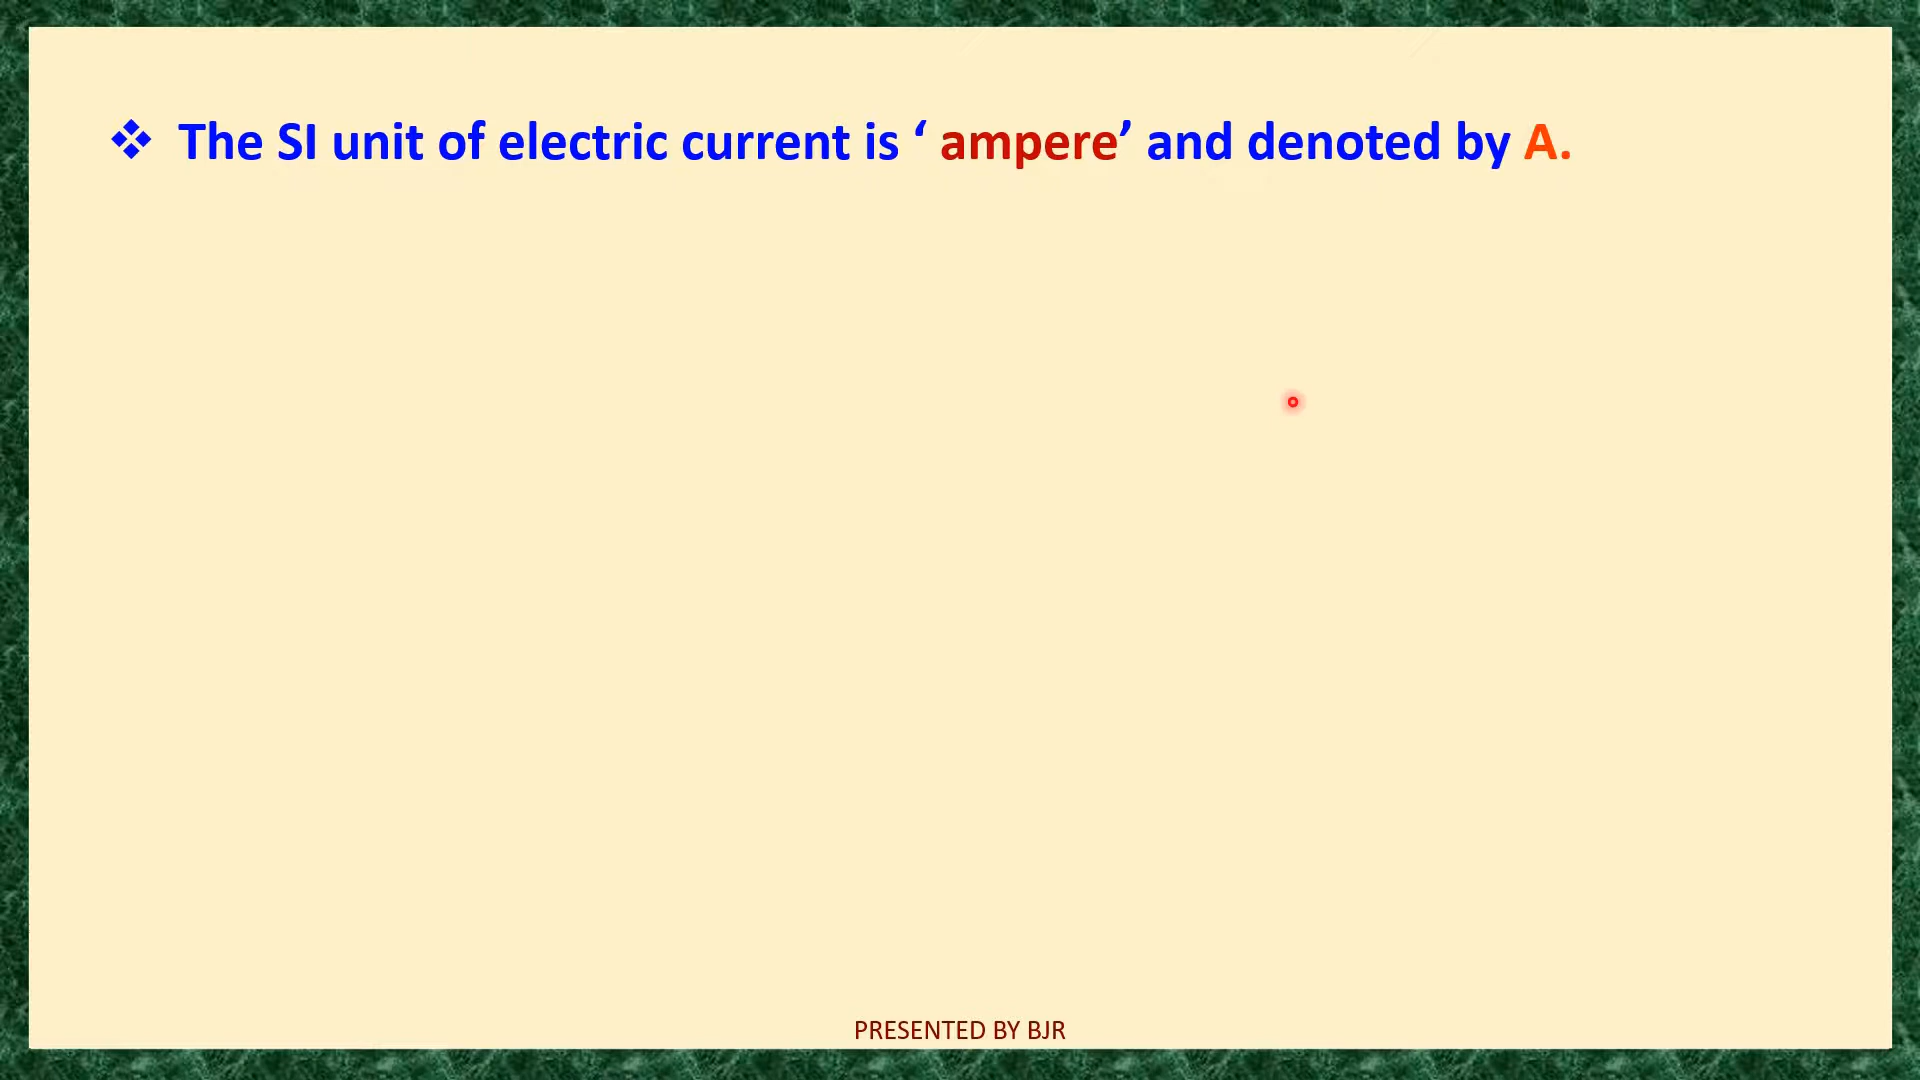 ❖ The SI unit of electric current is ‘ ampere’ and denoted by A.
PRESENTED BY BJR